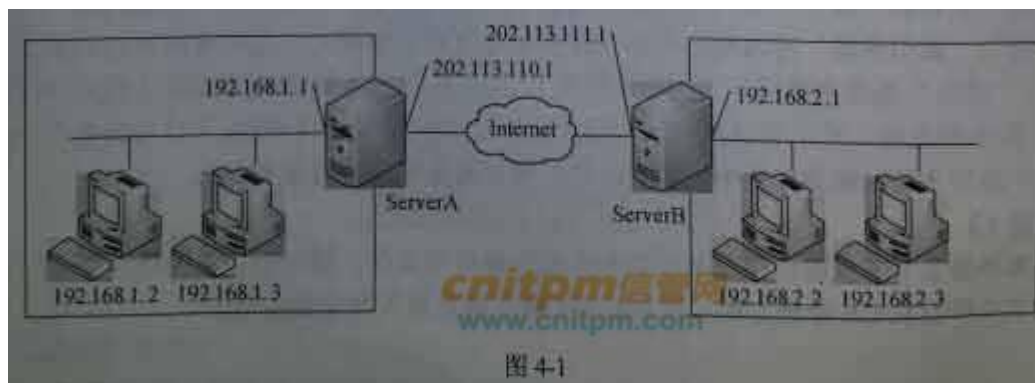 202.113.111.1
202.113.110.1
192.168.1.1
192.168.2.1
Internet
ServerA
ServerB
192.168.1.2
192.168.1.3
192.168.2.2
192.168.2.3
cnitpm信管网
www.cnitpm.com
图 4-1